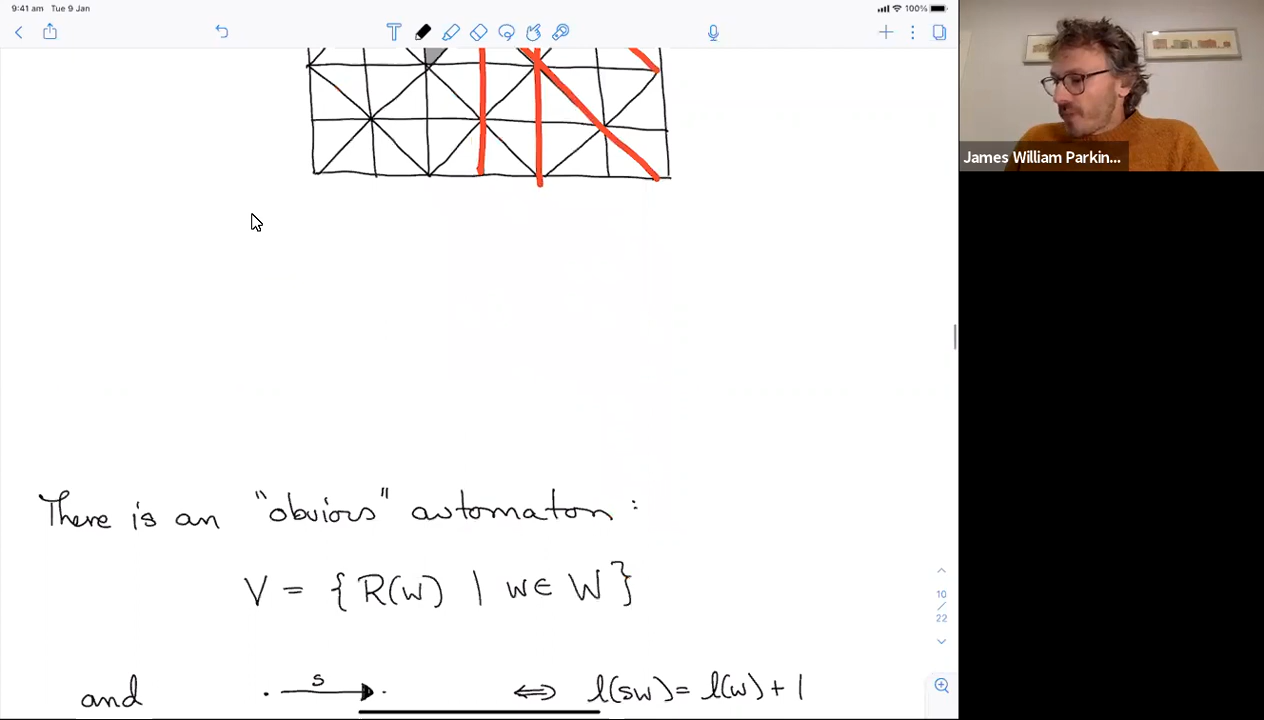 9:41 am Tue 9 Jan
100%
T
James William Parkin...
There is an "obvious" automaton :
V = { R(w) | w ∈ W }
10
/
22
and s ⟺ l(sw) = l(w) + 1